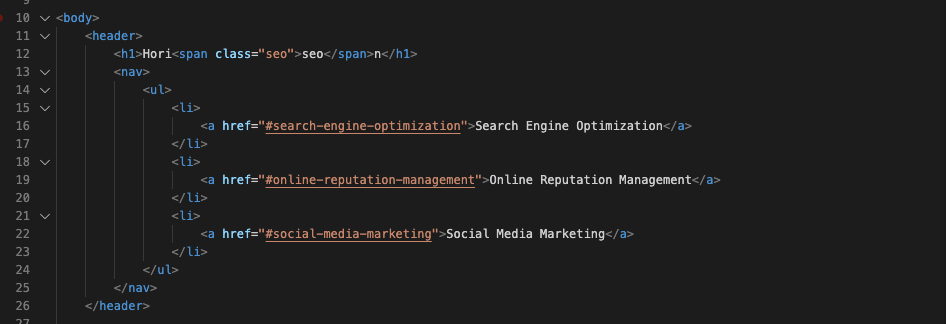 10 <body>
11 <header>
12 <h1>Hori<span class="seo">seo</span>n</h1>
13 <nav>
14 <ul>
15 <li>
16 <a href="#search-engine-optimization">Search Engine Optimization</a>
17 </li>
18 <li>
19 <a href="#online-reputation-management">Online Reputation Management</a>
20 </li>
21 <li>
22 <a href="#social-media-marketing">Social Media Marketing</a>
23 </li>
24 </ul>
25 </nav>
26 </header>
27